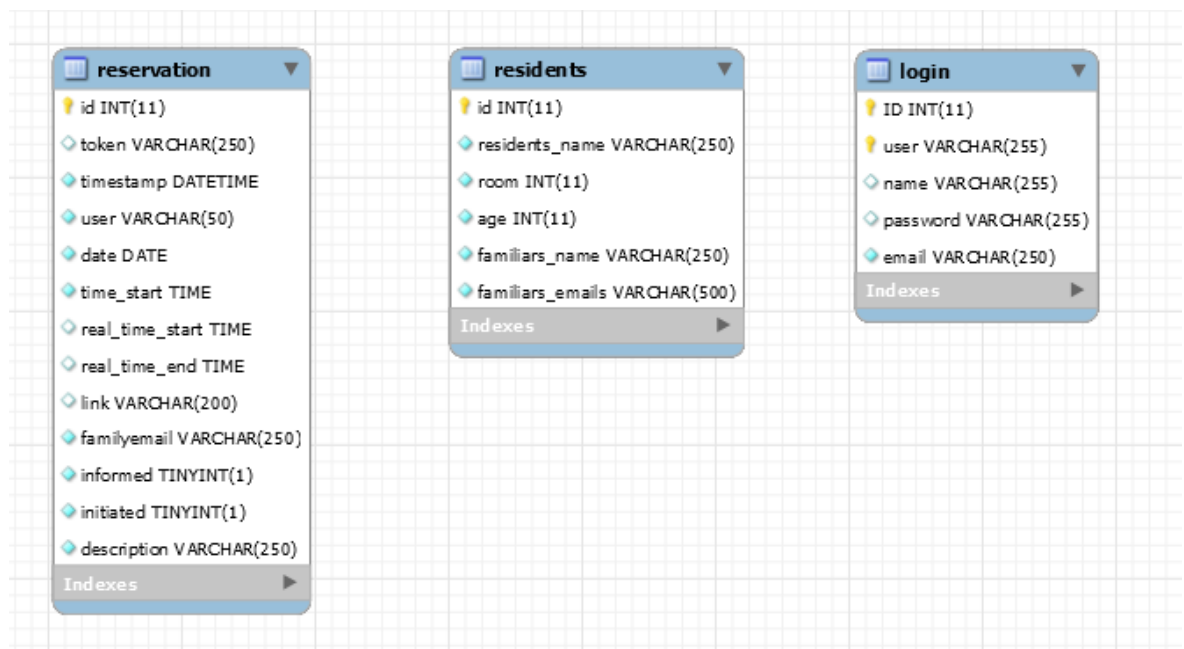 reservation
id INT(11)
token VARCHAR(250)
timestamp DATETIME
user VARCHAR(50)
date DATE
time_start TIME
real_time_start TIME
real_time_end TIME
link VARCHAR(200)
familyemail VARCHAR(250)
informed TINYINT(1)
initiated TINYINT(1)
description VARCHAR(250)
Indexes
residents
id INT(11)
residents_name VARCHAR(250)
room INT(11)
age INT(11)
familiars_name VARCHAR(250)
familiars_emails VARCHAR(500)
Indexes
login
ID INT(11)
user VARCHAR(255)
name VARCHAR(255)
password VARCHAR(255)
email VARCHAR(250)
Indexes